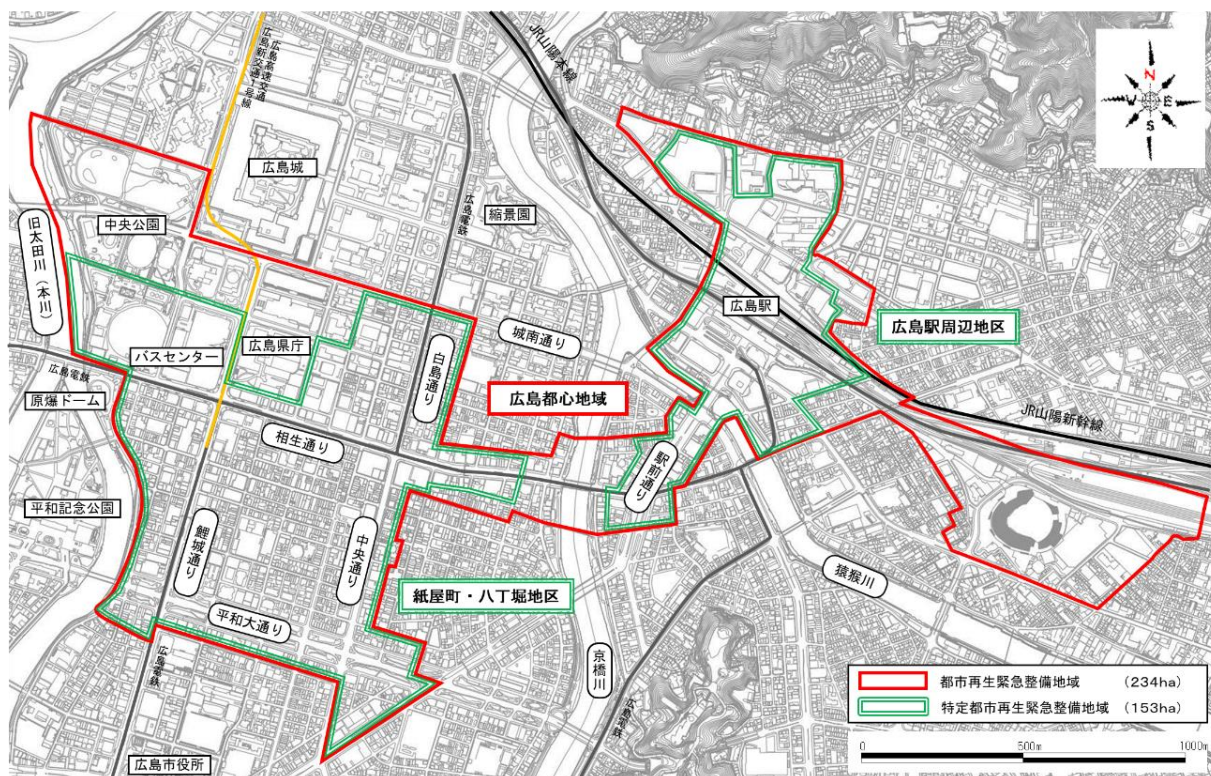 JR山陽本線
広島高速交通
広島新交通1号線
N
W
E
S
広島城
広島電鉄
縮景園
中央公園
旧太田川（本川）
広島駅
広島駅周辺地区
城南通り
バスセンター
広島県庁
白島通り
広島都心地域
広島電鉄
原爆ドーム
JR山陽新幹線
相生通り
駅前通り
平和記念公園
鯉城通り
中央通り
紙屋町・八丁堀地区
猿猴川
平和大通り
京橋川
広島電鉄
広島電鉄
広島市役所
都市再生緊急整備地域　（234ha）
特定都市再生緊急整備地域　（153ha）
0
500m
1000m